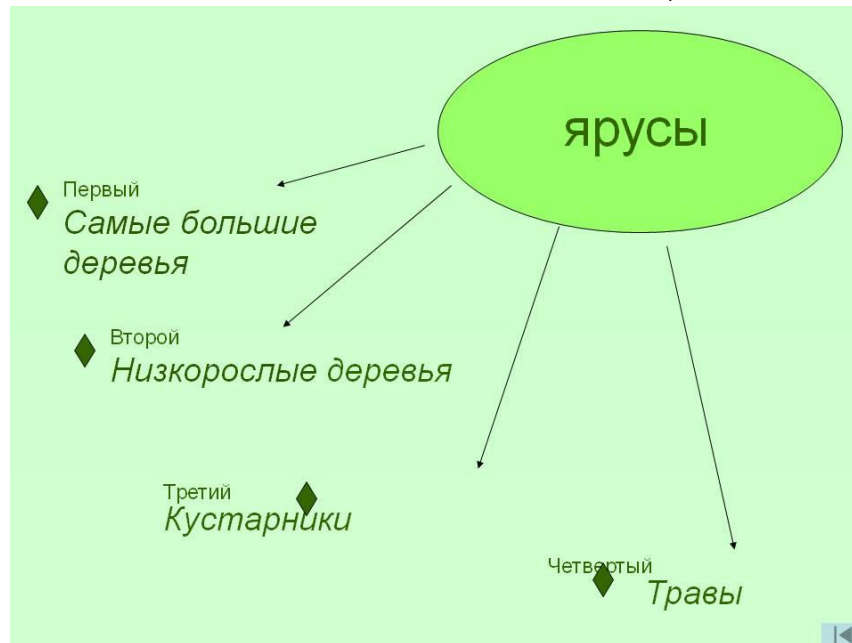 ярусы
Первый
Самые большие
деревья
Второй
Низкорослые деревья
Третий
Кустарники
Четвертый
Травы